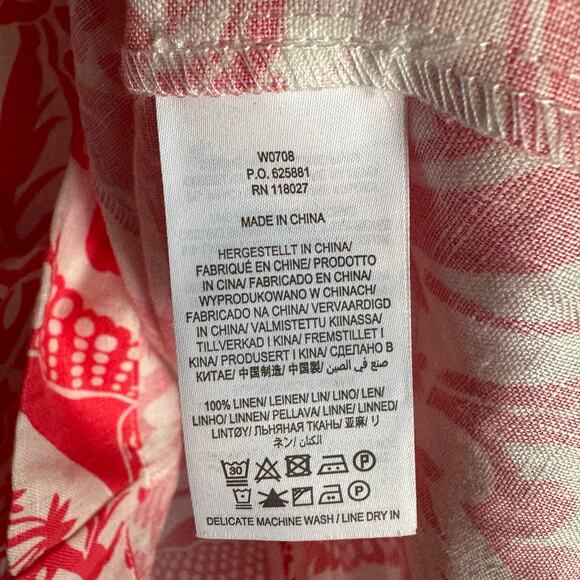 W0708
P.O. 625881
RN 118027
MADE IN CHINA
HERGESTELLT IN CHINA/
FABRIQUÉ EN CHINE/ PRODOTTO
IN CINA/ FABRICADO EN CHINA/
WYPRODUKOWANO W CHINACH/
FABRICADO NA CHINA/ VERVAARDIGD
IN CHINA/ VALMISTETTU KIINASSA/
TILLVERKAD I KINA/ FREMSTILLET I
KINA/ PRODUSERT I KINA/ СДЕЛАНО В
КИТАЕ/ 中国制造/ 中國製/ صنع في الصين
100% LINEN/ LEINEN/ LIN/ LINO/ LEN/
LINHO/ LINNEN/ PELLAVA/ LINNE/ LINNED/
LINTØY/ ЛЬНЯНАЯ ТКАНЬ/ 亚麻/ リ
ネン/ الكتان/
30
DELICATE MACHINE WASH / LINE DRY IN